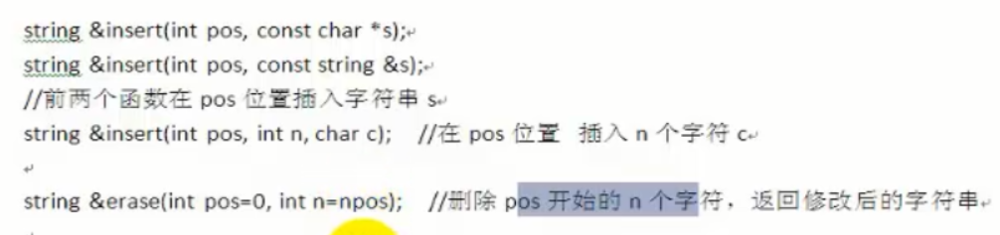 string &insert(int pos, const char *s);
string &insert(int pos, const string &s);
//前两个函数在 pos 位置插入字符串 s
string &insert(int pos, int n, char c); //在 pos 位置 插入 n 个字符 c
string &erase(int pos=0, int n=npos); //删除 pos 开始的 n 个字符，返回修改后的字符串